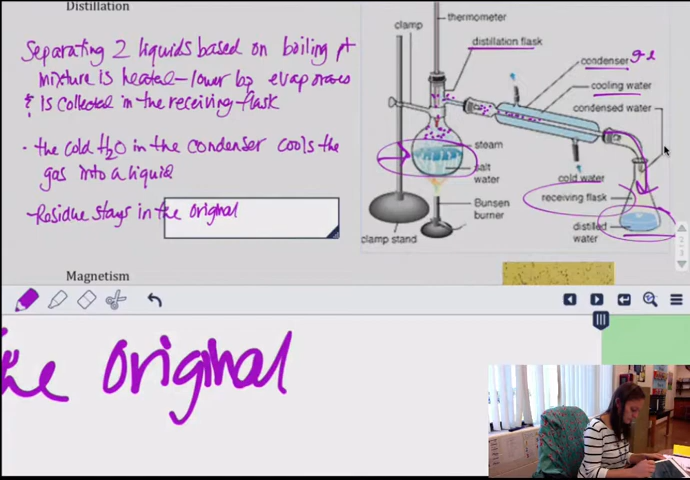 Distillation
Separating 2 liquids based on boiling pt
mixture is heated - lower bp evaporates
& is collected in the receiving flask
· the cold H2O in the condenser cools the
gas into a liquid
- Residue stays in the original
clamp
thermometer
distillation flask
condenser
g→l
cooling water
condensed water
steam
salt
water
cold water
receiving flask
Bunsen
burner
distilled
water
clamp stand
Magnetism
the original